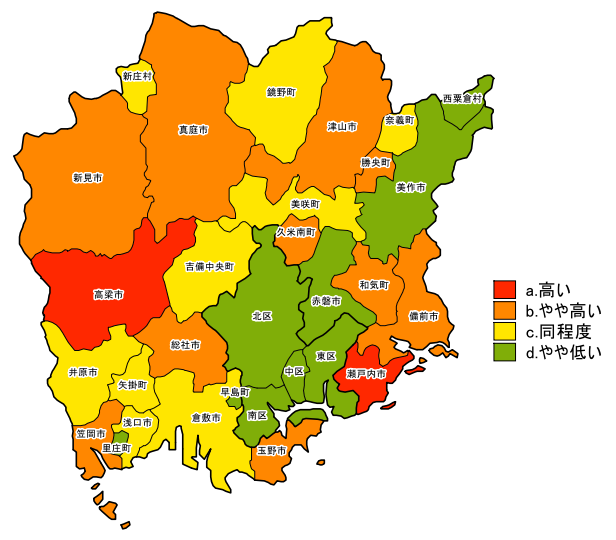 新庄村
鏡野町
西粟倉村
真庭市
津山市
奈義町
勝央町
新見市
美作市
美咲町
久米南町
吉備中央町
高梁市
和気町
赤磐市
北区
備前市
総社市
東区
井原市
中区
瀬戸内市
矢掛町
早島町
南区
倉敷市
浅口市
笠岡市
里庄町
玉野市
a.高い
b.やや高い
c.同程度
d.やや低い